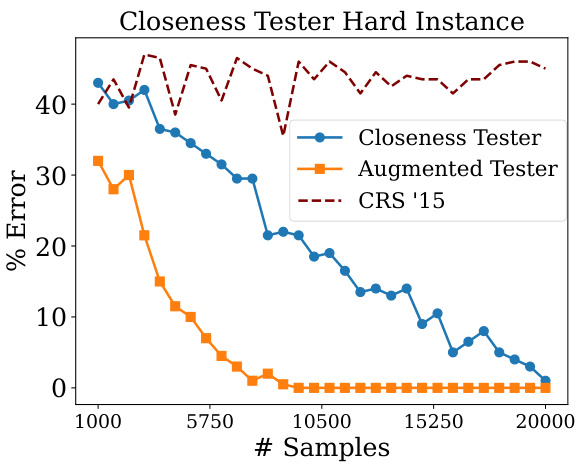 Closeness Tester Hard Instance
% Error
40
30
20
10
0
Closeness Tester
Augmented Tester
CRS '15
1000
5750
10500
15250
20000
# Samples